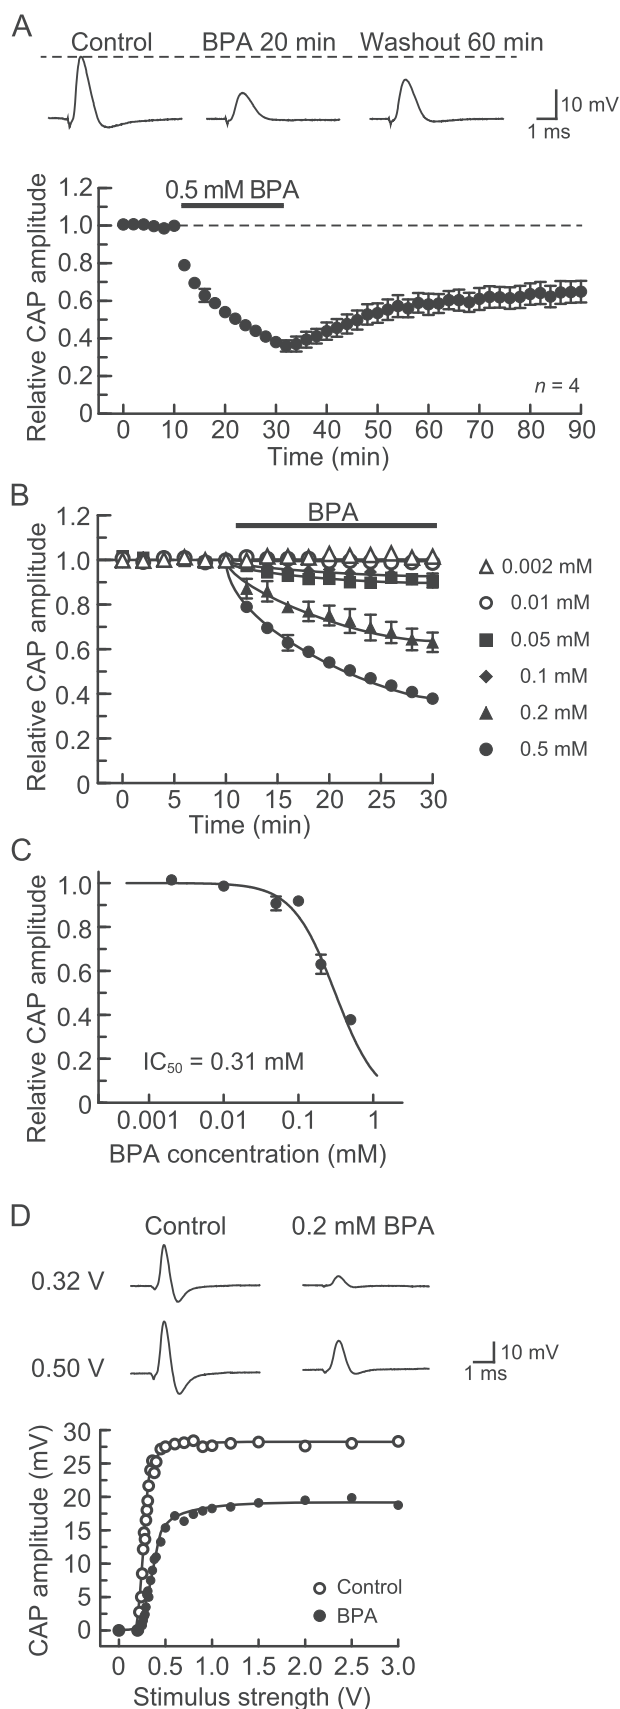 A
Control BPA 20 min Washout 60 min
10 mV
1 ms
Relative CAP amplitude
1.2
1.0
0.8
0.6
0.4
0.2
0
0.5 mM BPA
n = 4
0 10 20 30 40 50 60 70 80 90
Time (min)
B
Relative CAP amplitude
1.2
1.0
0.8
0.6
0.4
0.2
0
BPA
0.002 mM
0.01 mM
0.05 mM
0.1 mM
0.2 mM
0.5 mM
0 5 10 15 20 25 30
Time (min)
C
Relative CAP amplitude
1.0
0.8
0.6
0.4
0.2
0
IC50 = 0.31 mM
0.001 0.01 0.1 1
BPA concentration (mM)
D
Control 0.2 mM BPA
0.32 V
0.50 V
10 mV
1 ms
CAP amplitude (mV)
30
25
20
15
10
5
0
Control
BPA
0 0.5 1.0 1.5 2.0 2.5 3.0
Stimulus strength (V)